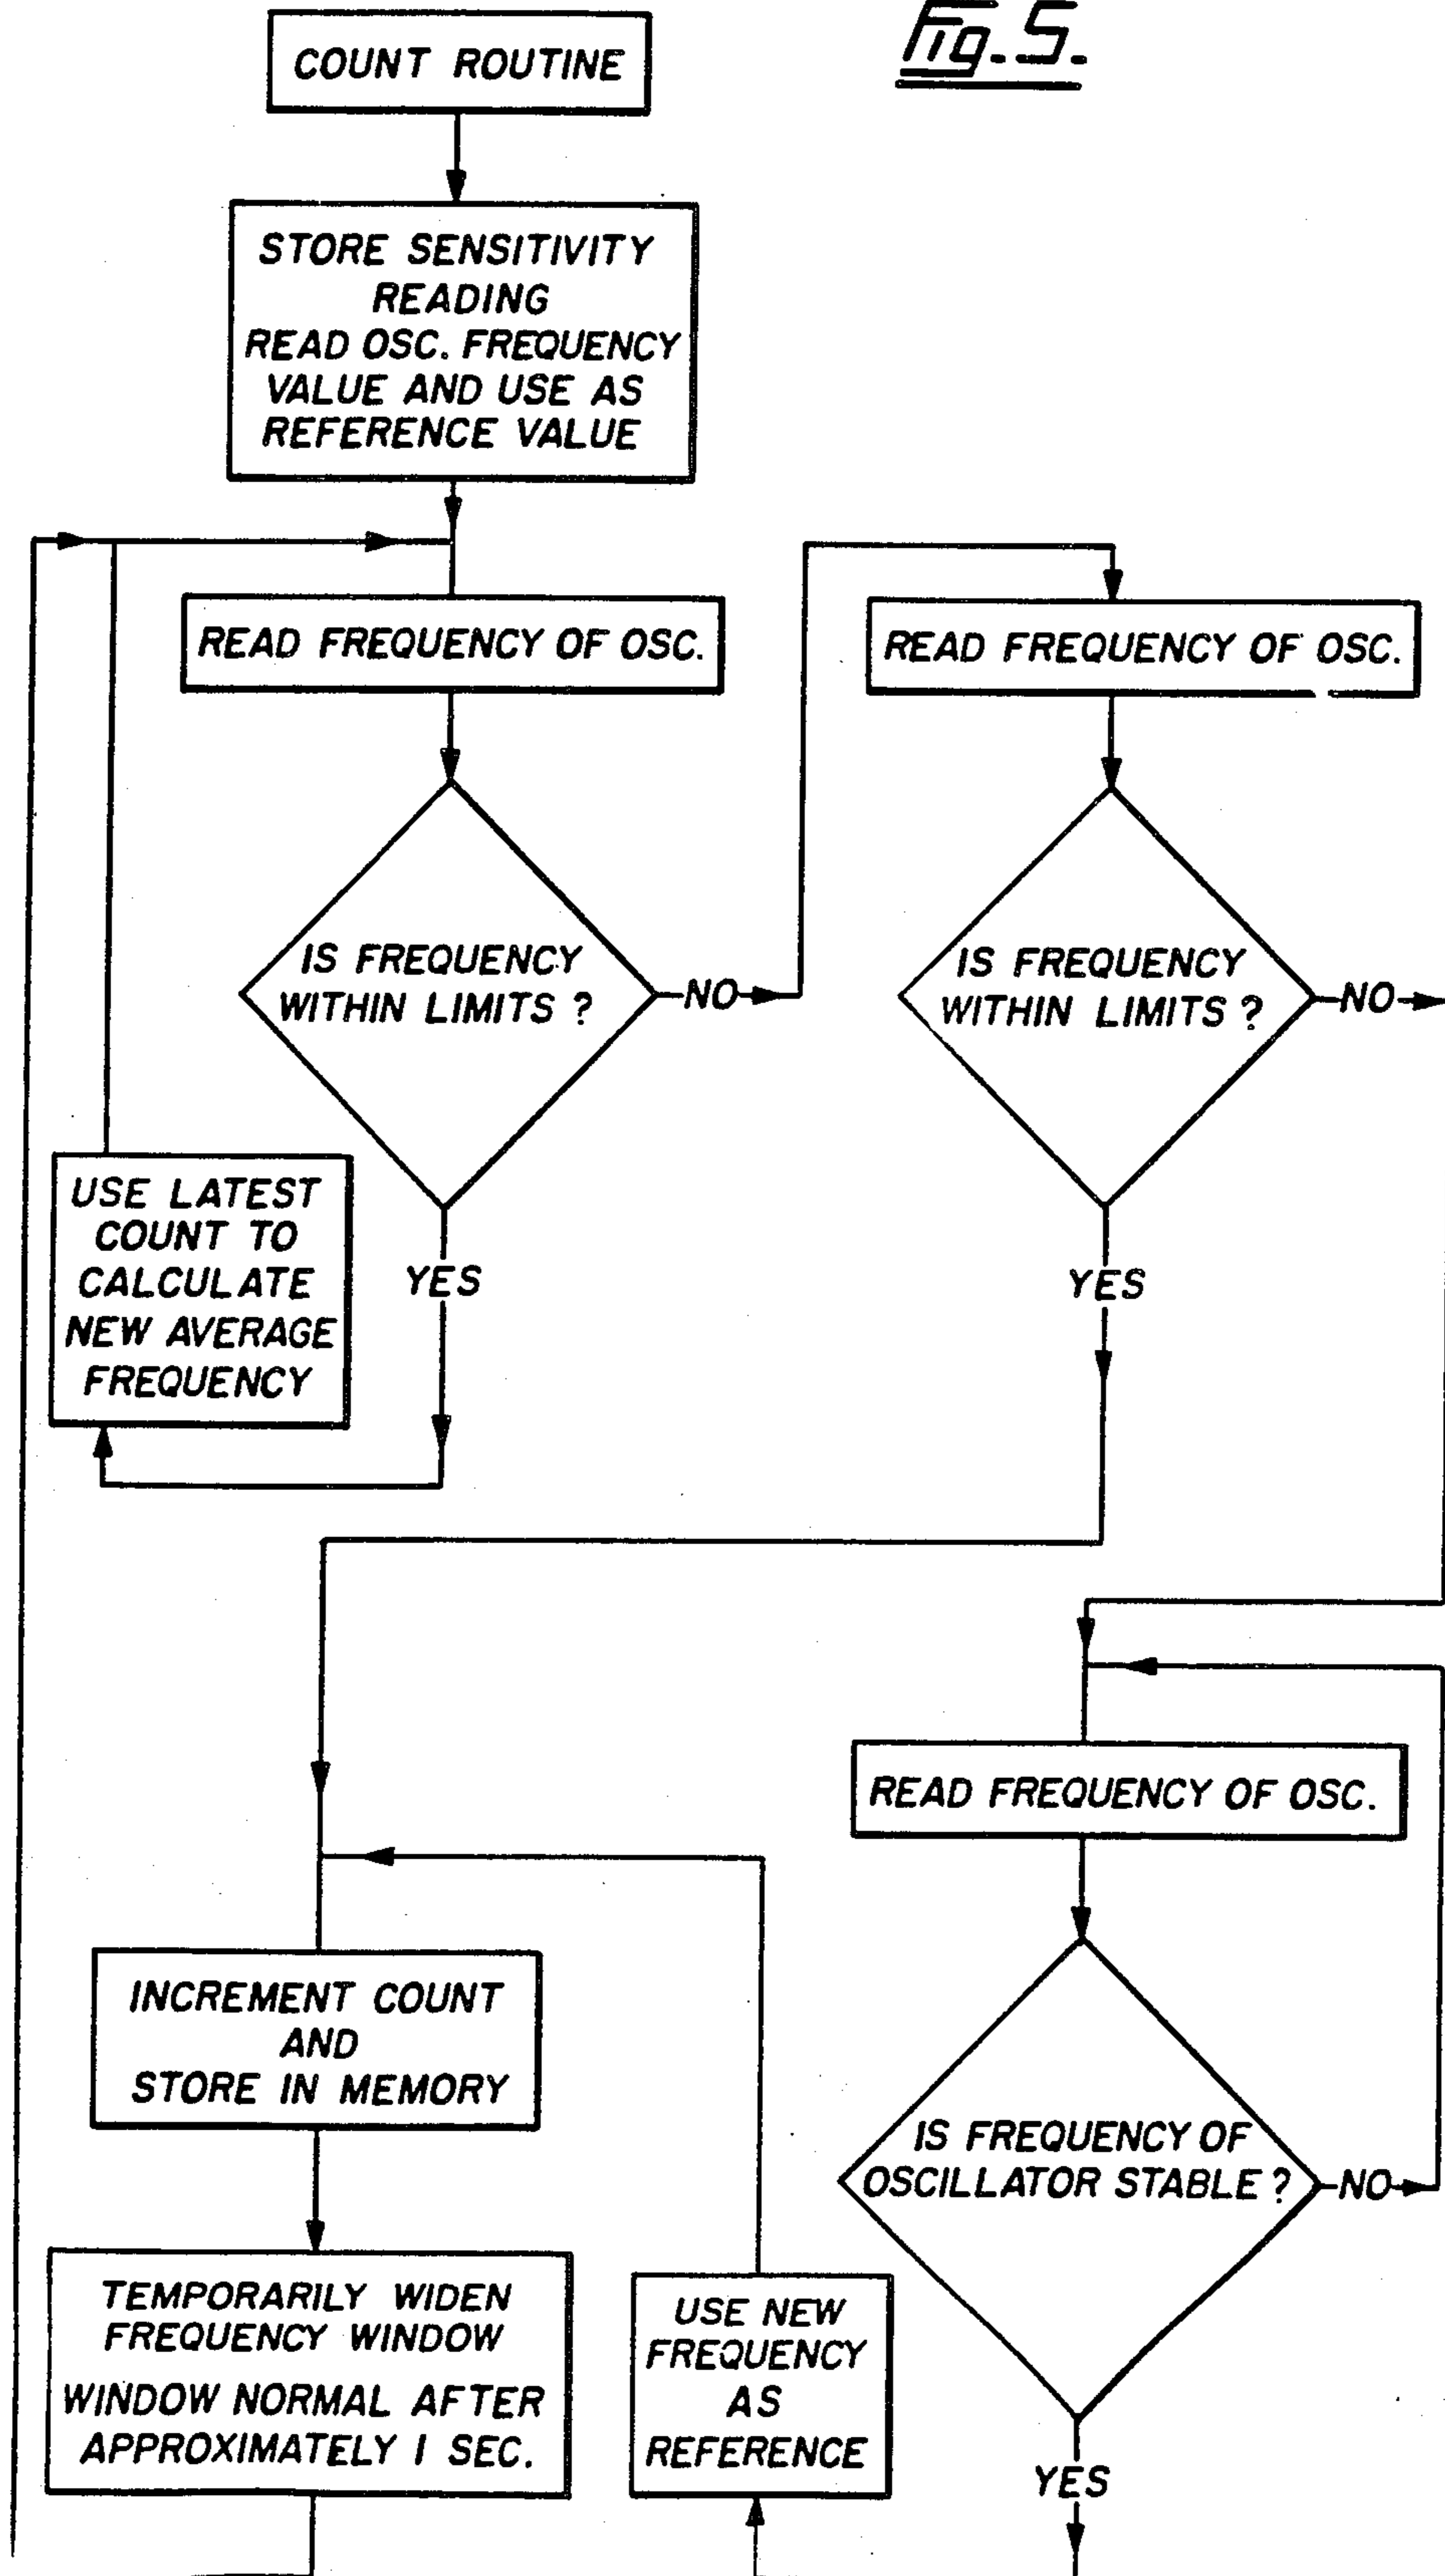 Fig. 5.
COUNT ROUTINE
STORE SENSITIVITY
READING
READ OSC. FREQUENCY
VALUE AND USE AS
REFERENCE VALUE
READ FREQUENCY OF OSC.
READ FREQUENCY OF OSC.
IS FREQUENCY
WITHIN LIMITS ?
NO
IS FREQUENCY
WITHIN LIMITS ?
NO
USE LATEST
COUNT TO
CALCULATE
NEW AVERAGE
FREQUENCY
YES
YES
READ FREQUENCY OF OSC.
INCREMENT COUNT
AND
STORE IN MEMORY
IS FREQUENCY OF
OSCILLATOR STABLE ?
NO
TEMPORARILY WIDEN
FREQUENCY WINDOW
WINDOW NORMAL AFTER
APPROXIMATELY 1 SEC.
USE NEW
FREQUENCY
AS
REFERENCE
YES